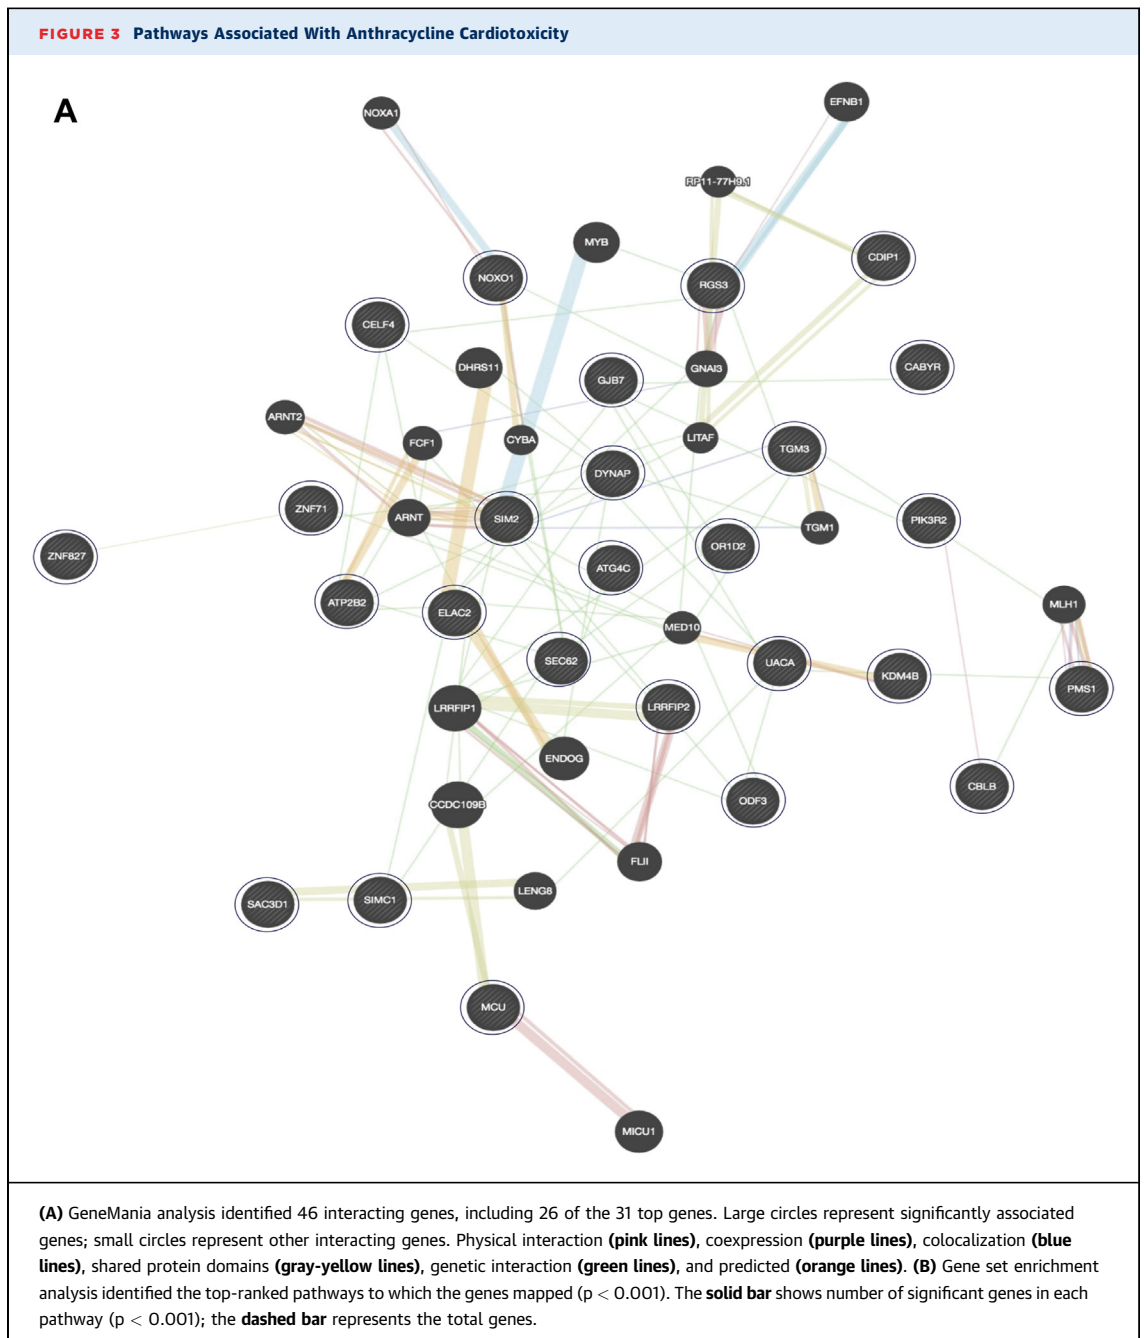 FIGURE 3 Pathways Associated With Anthracycline Cardiotoxicity
A
NOXA1
EFNB1
RP11-77H9.1
MYB
CDIP1
NOXO1
RGS3
CELF4
DHRS11
GNAI3
CABYR
GJB7
ARNT2
FCF1
CYBA
LITAF
TGM3
DYNAP
ZNF71
ARNT
SIM2
TGM1
PIK3R2
ZNF827
OR1D2
ATG4C
ATP2B2
ELAC2
MLH1
MED10
SEC62
UACA
KDM4B
PMS1
LRRFIP1
LRRFIP2
ENDOG
CBLB
CCDC109B
ODF3
FLII
LENG8
SAC3D1
SIMC1
MCU
MICU1
(A) GeneMania analysis identified 46 interacting genes, including 26 of the 31 top genes. Large circles represent significantly associated
genes; small circles represent other interacting genes. Physical interaction (pink lines), coexpression (purple lines), colocalization (blue
lines), shared protein domains (gray-yellow lines), genetic interaction (green lines), and predicted (orange lines). (B) Gene set enrichment
analysis identified the top-ranked pathways to which the genes mapped (p < 0.001). The solid bar shows number of significant genes in each
pathway (p < 0.001); the dashed bar represents the total genes.